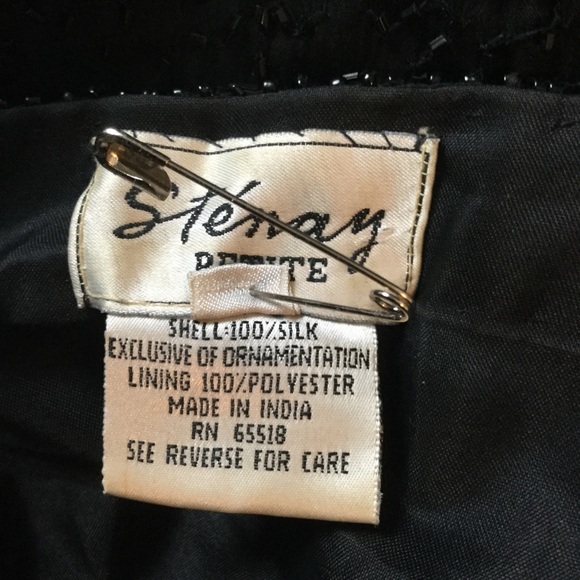 Sténay
PETITE
SHELL:100%SILK
EXCLUSIVE OF ORNAMENTATION
LINING 100%POLYESTER
MADE IN INDIA
RN 65518
SEE REVERSE FOR CARE